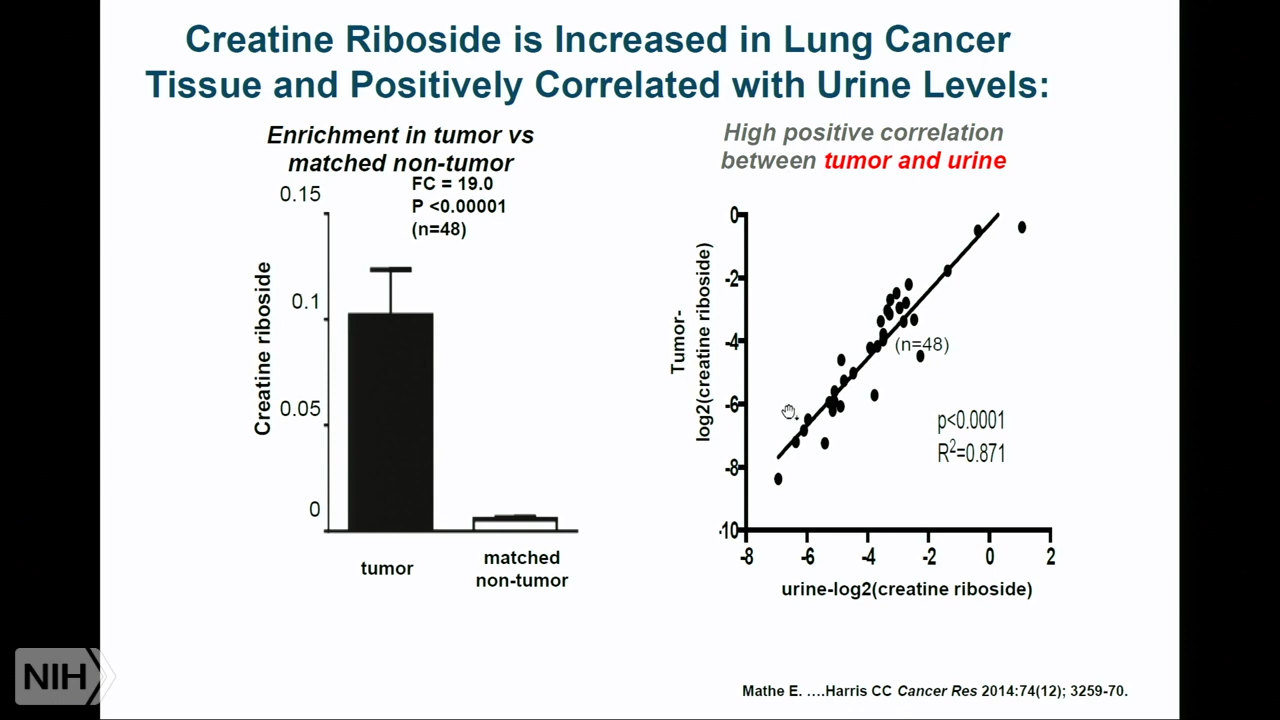 Creatine Riboside is Increased in Lung Cancer
Tissue and Positively Correlated with Urine Levels:
Enrichment in tumor vs
matched non-tumor
FC = 19.0
P <0.00001
(n=48)
0.15
0.1
0.05
0
Creatine riboside
tumor
matched
non-tumor
High positive correlation
between tumor and urine
Tumor-
log2(creatine riboside)
0
-2
-4
-6
-8
-10
(n=48)
p<0.0001
R²=0.871
-8 -6 -4 -2 0 2
urine-log2(creatine riboside)
NIH
Mathe E. ....Harris CC Cancer Res 2014:74(12); 3259-70.